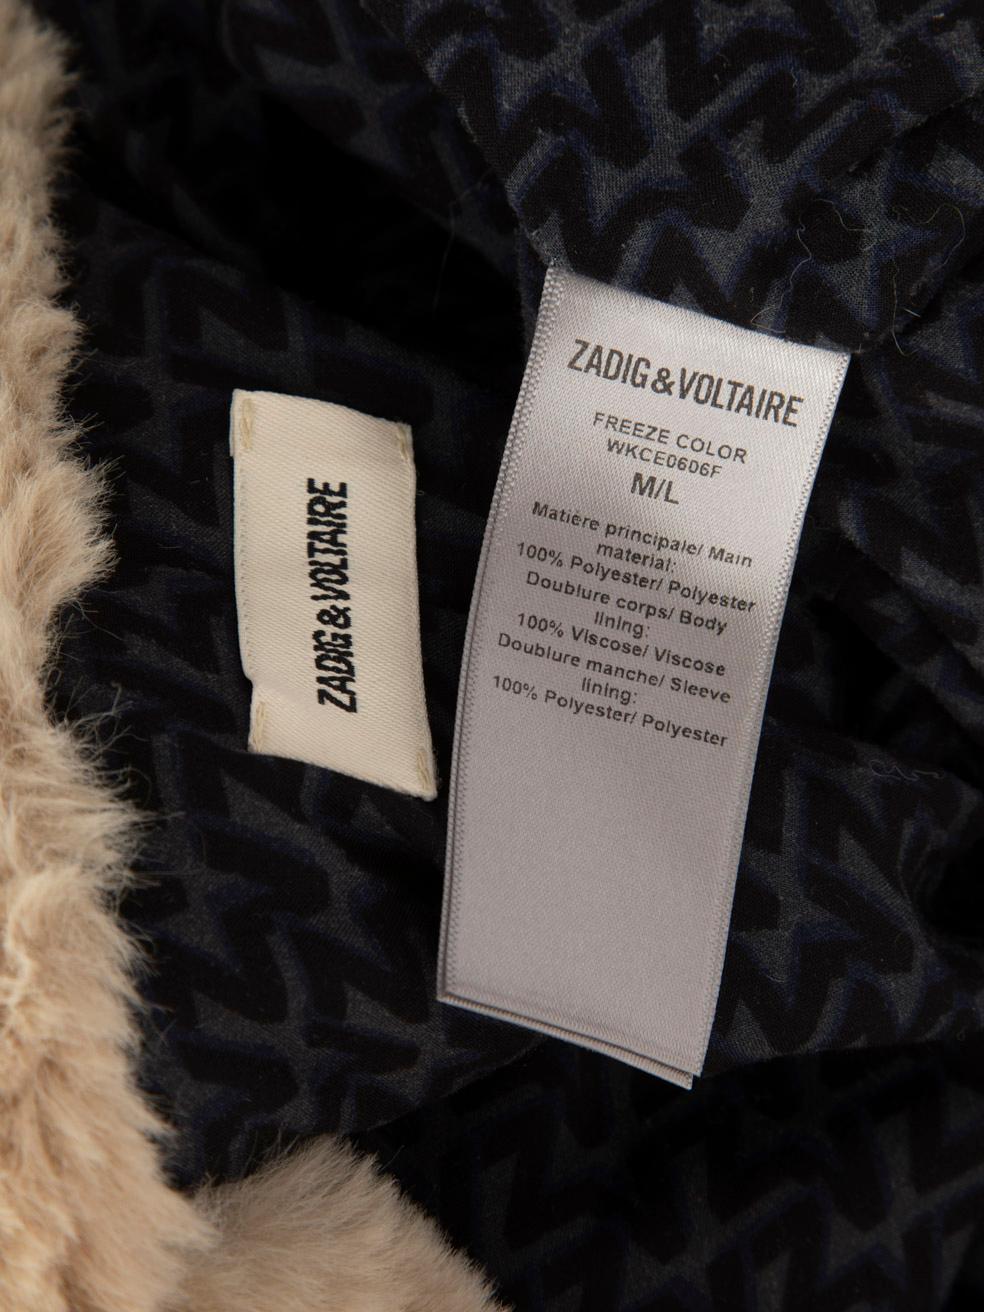 ZADIG&VOLTAIRE
ZADIG&VOLTAIRE
FREEZE COLOR
WKCE0606F
M/L
Matière principale/ Main
material:
100% Polyester/ Polyester
Doublure corps/ Body
lining:
100% Viscose/ Viscose
Doublure manche/ Sleeve
lining:
100% Polyester/ Polyester